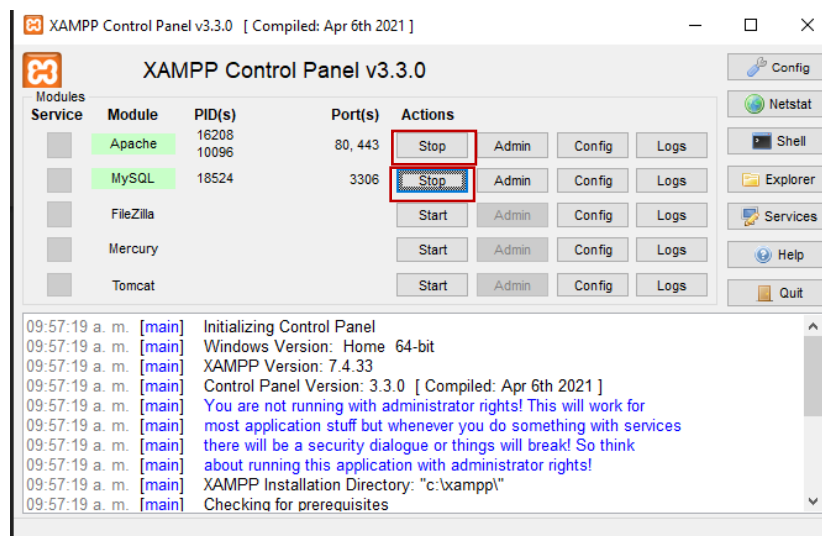 XAMPP Control Panel v3.3.0 [ Compiled: Apr 6th 2021 ]
XAMPP Control Panel v3.3.0
Config
Modules
Service Module PID(s) Port(s) Actions
Netstat
Apache 16208 10096 80, 443 Stop Admin Config Logs
Shell
MySQL 18524 3306 Stop Admin Config Logs
Explorer
FileZilla Start Admin Config Logs
Services
Mercury Start Admin Config Logs
Help
Tomcat Start Admin Config Logs
Quit
09:57:19 a. m. [main] Initializing Control Panel
09:57:19 a. m. [main] Windows Version: Home 64-bit
09:57:19 a. m. [main] XAMPP Version: 7.4.33
09:57:19 a. m. [main] Control Panel Version: 3.3.0 [ Compiled: Apr 6th 2021 ]
09:57:19 a. m. [main] You are not running with administrator rights! This will work for
09:57:19 a. m. [main] most application stuff but whenever you do something with services
09:57:19 a. m. [main] there will be a security dialogue or things will break! So think
09:57:19 a. m. [main] about running this application with administrator rights!
09:57:19 a. m. [main] XAMPP Installation Directory: "c:\xampp\"
09:57:19 a. m. [main] Checking for prerequisites